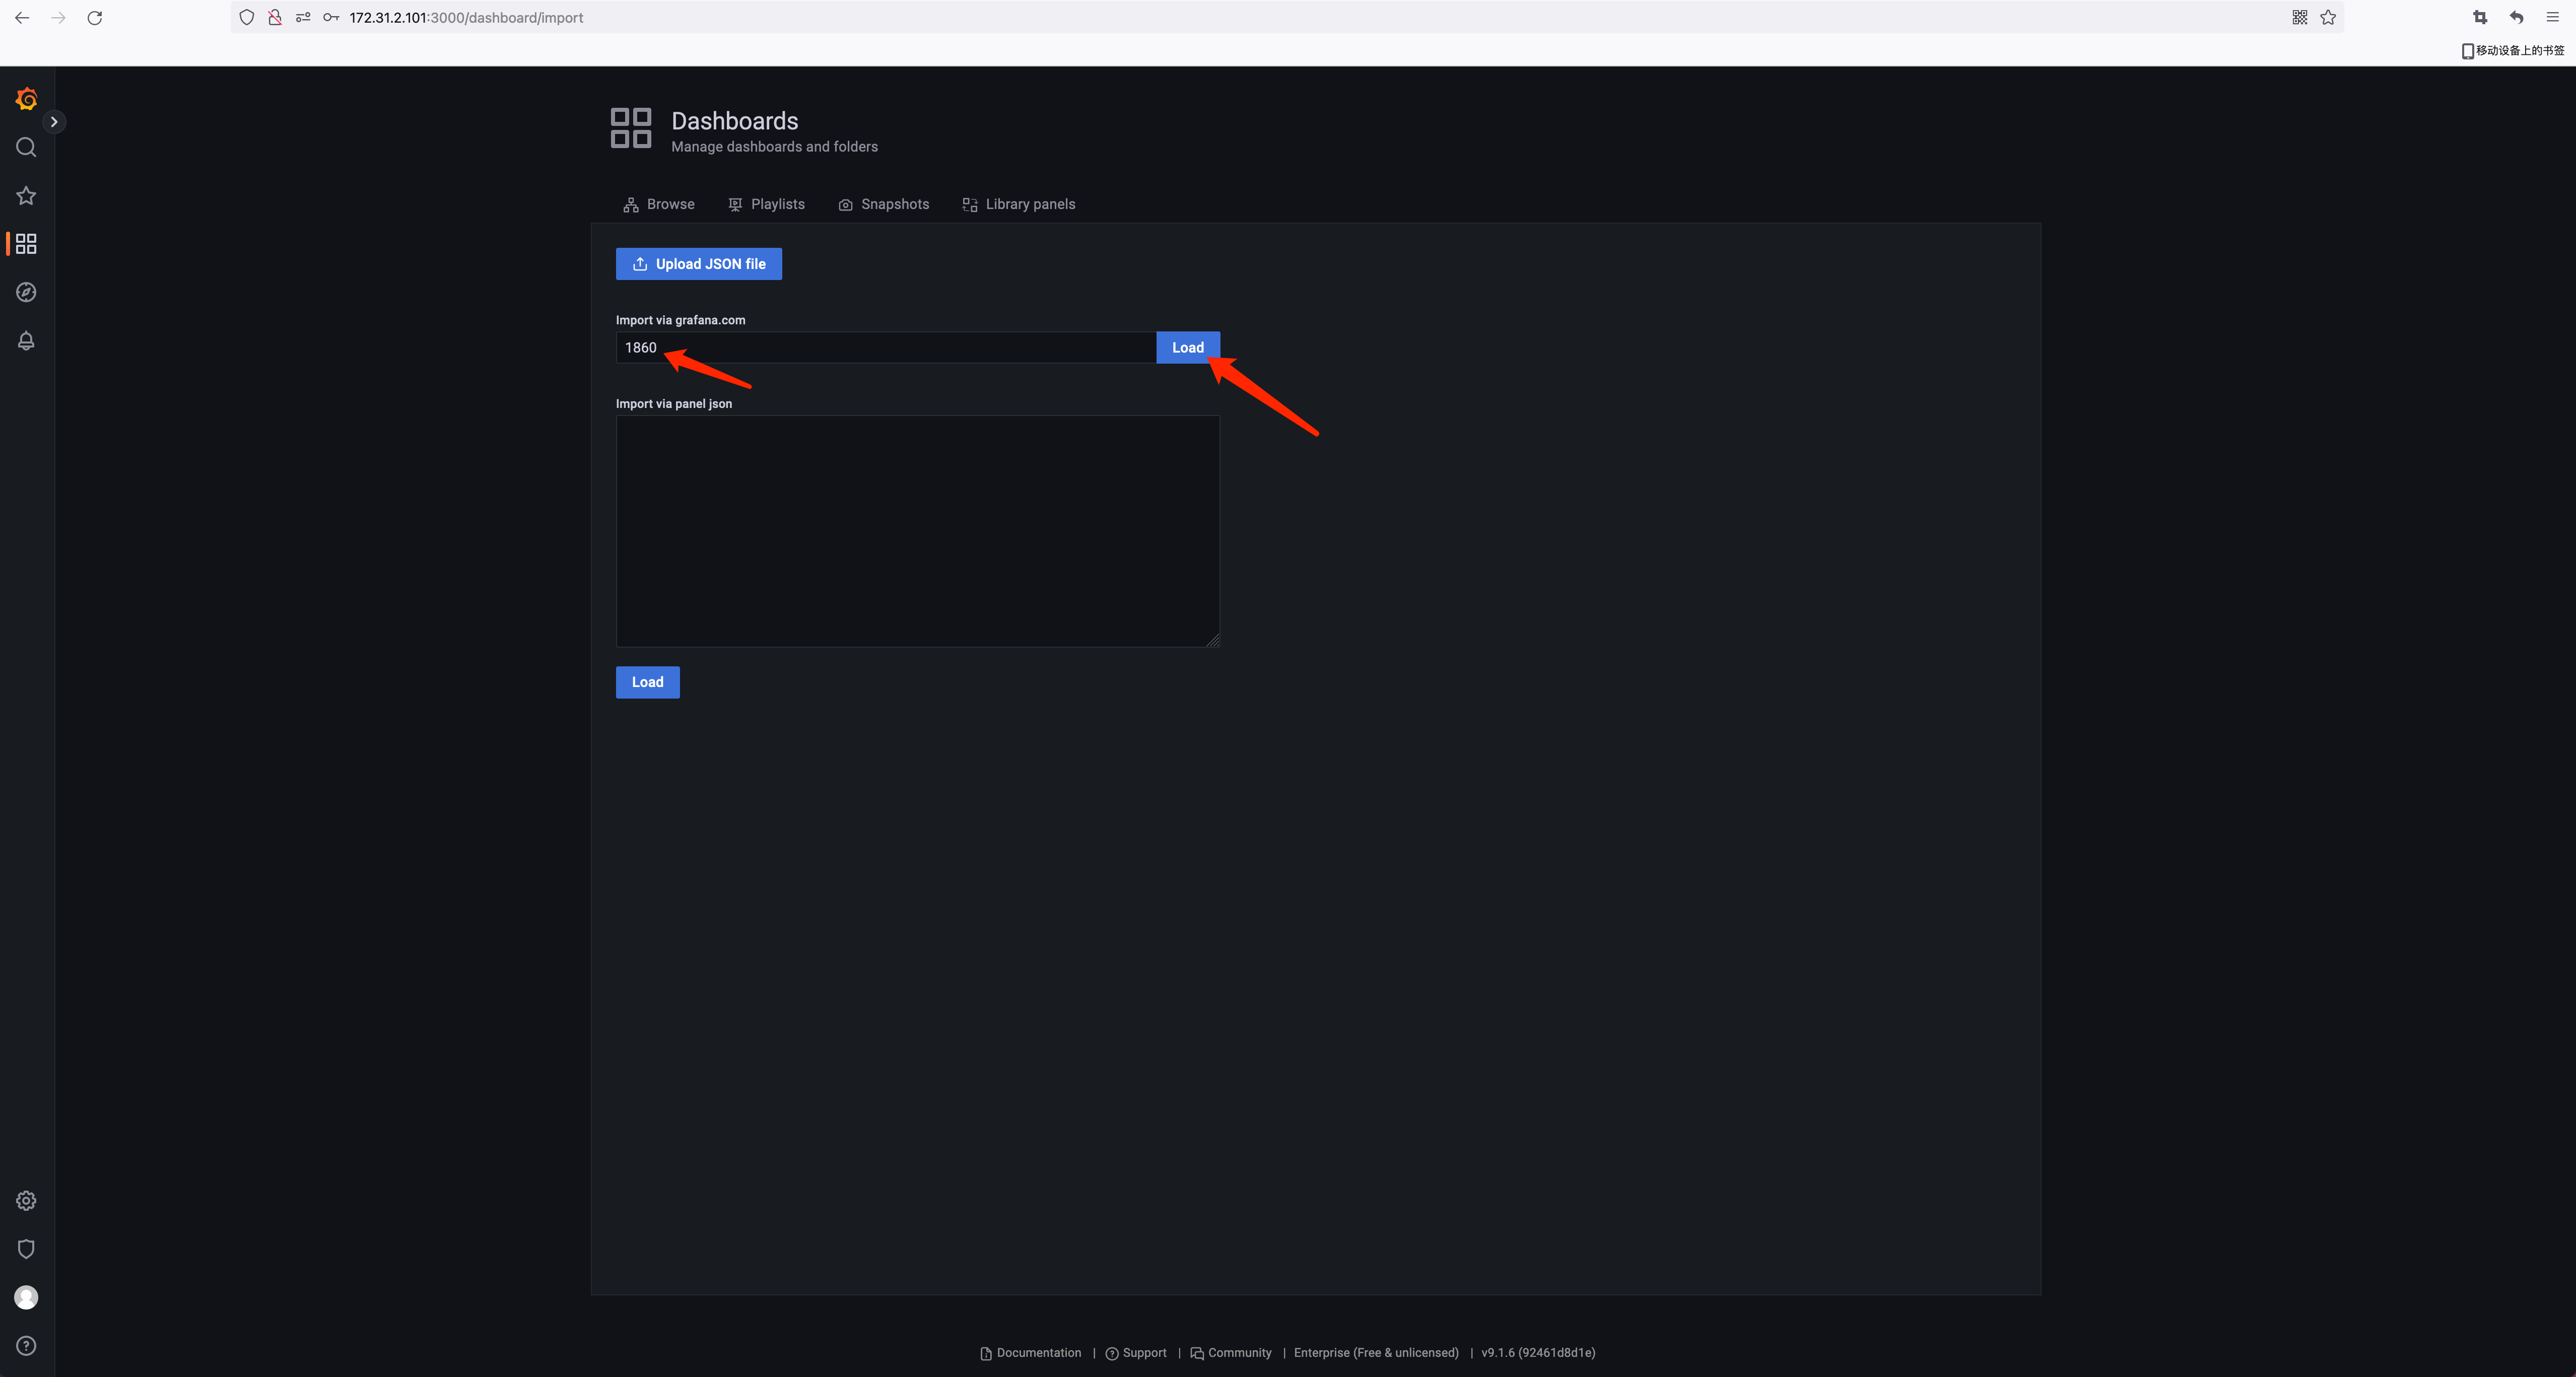 172.31.2.101:3000/dashboard/import
移动设备上的书签
Dashboards
Manage dashboards and folders
Browse Playlists Snapshots Library panels
Upload JSON file
Import via grafana.com
1860 Load
Import via panel json
Load
Documentation | Support | Community | Enterprise (Free & unlicensed) | v9.1.6 (92461d8d1e)